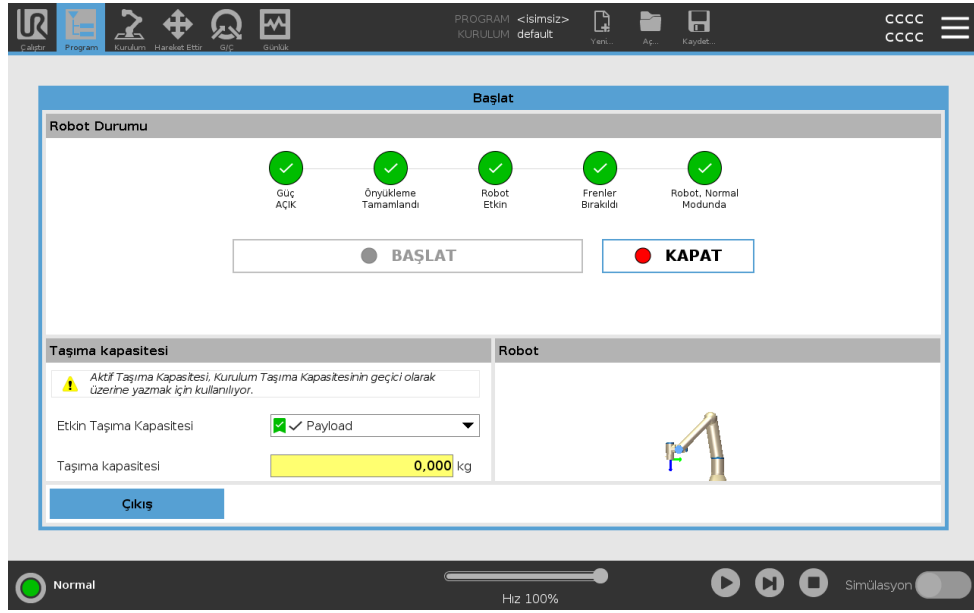 UR
PROGRAM <isimsiz>
KURULUM default
CCCC
CCCC
Çalıştır
Program
Kurulum
Hareket Ettir
G/Ç
Günlük
Yeni...
Aç...
Kaydet...
Başlat
Robot Durumu
Güç
AÇIK
Önyükleme
Tamamlandı
Robot
Etkin
Frenler
Bırakıldı
Robot, Normal
Modunda
BAŞLAT
KAPAT
Taşıma kapasitesi
Aktif Taşıma Kapasitesi, Kurulum Taşıma Kapasitesinin geçici olarak
üzerine yazmak için kullanılıyor.
Etkin Taşıma Kapasitesi
Payload
Taşıma kapasitesi
0,000 kg
Robot
Çıkış
Normal
Hız 100%
Simülasyon